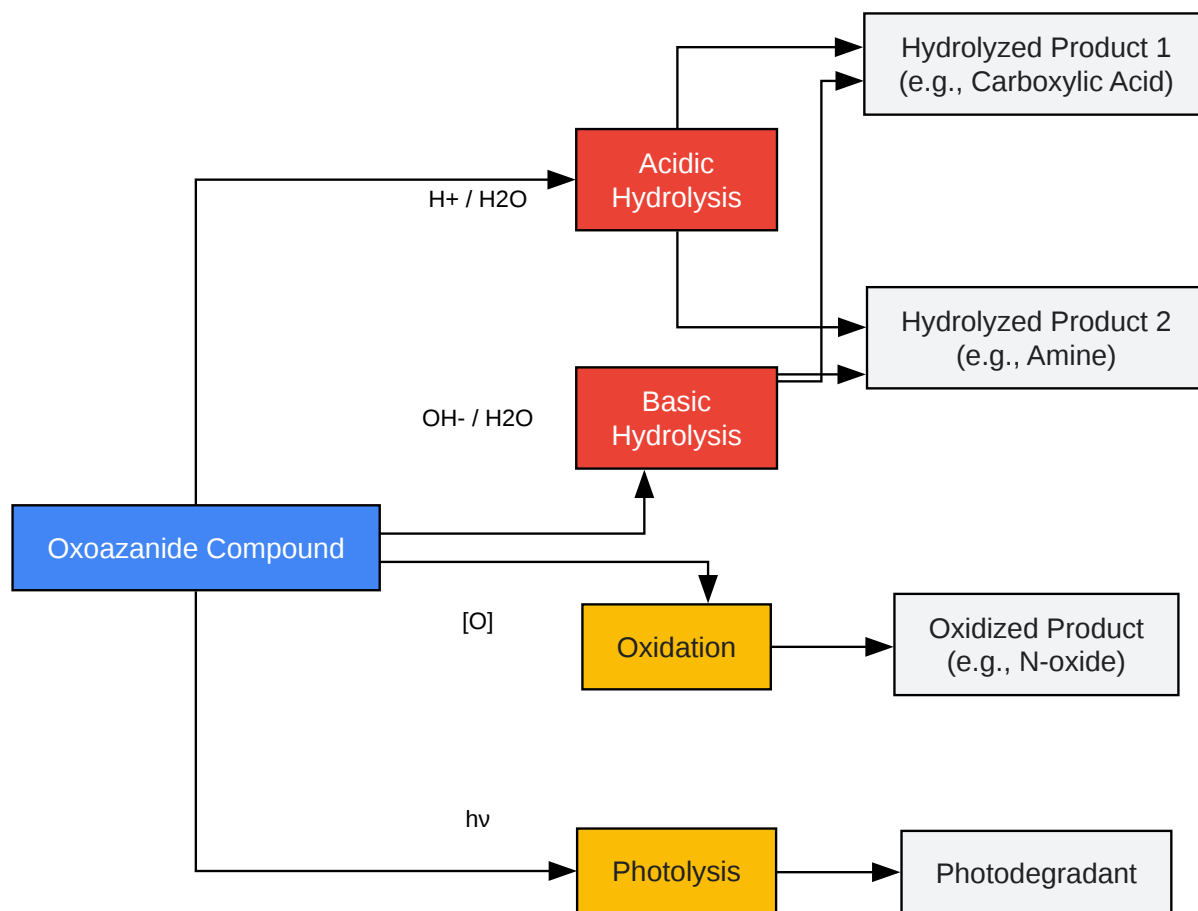 Hydrolyzed Product 1
(e.g., Carboxylic Acid)
Acidic
Hydrolysis
H+ / H2O
Hydrolyzed Product 2
(e.g., Amine)
Basic
Hydrolysis
OH- / H2O
Oxoazanide Compound
[O]
Oxidation
Oxidized Product
(e.g., N-oxide)
hν
Photolysis
Photodegradant